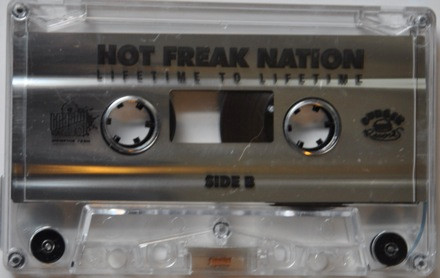 HOT FREAK NATION
LIFETIME TO LIFETIME
SIDE B